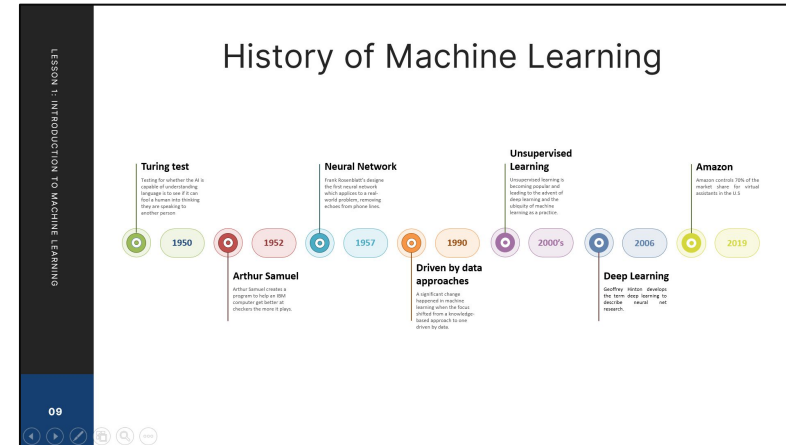 LESSON 1: INTRODUCTION TO MACHINE LEARNING
History of Machine Learning
Turing test
Testing for whether the AI is
capable of understanding
language is to see if it can
fool a human into thinking
they are speaking to
another person
1950
Arthur Samuel
Arthur Samuel creates a
program to help an IBM
computer get better at
checkers the more it plays.
1952
Neural Network
Frank Rosenblatt's designs
the first neural network
which applices to a real-
world problem, removing
echoes from phone lines.
1957
Driven by data
approaches
A significant change
happened in machine
learning when the focus
shifted from a knowledge-
based approach to one
driven by data.
1990
Unsupervised
Learning
Unsupervised learning is
becoming popular and
leading to the advent of
deep learning and the
ubiquity of machine
learning as a practice.
2000's
Deep Learning
Geoffrey Hinton develops
the term deep learning to
describe neural net
research.
2006
Amazon
Amazon controls 70% of the
market share for virtual
assistants in the U.S
2019
09